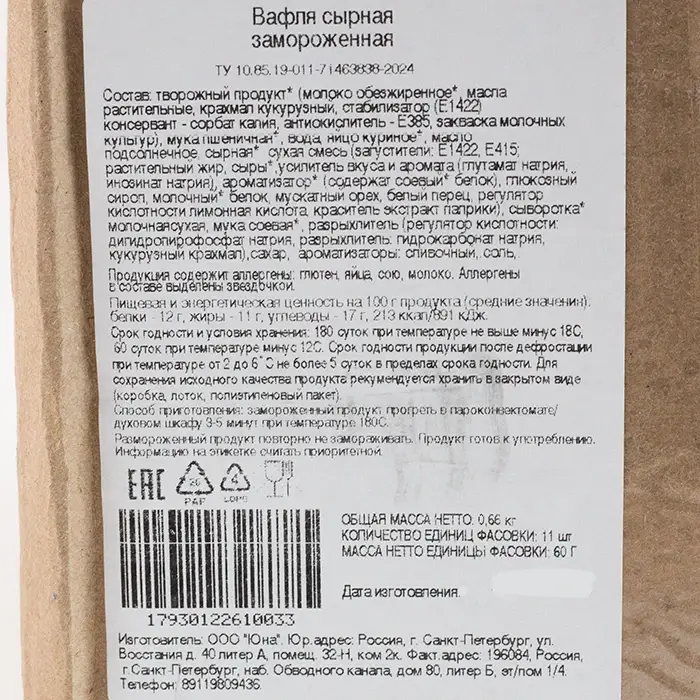 Вафля сырная
замороженная
ТУ 10.85.19-011-71463838-2024
Состав: творожный продукт* (молоко обезжиренное*, масла
растительные, крахмал кукурузный, стабилизатор (Е1422)
консервант - сорбат калия, антиокислитель - Е385, закваска молочных
культур), мука пшеничная*, вода, яйцо куриное*, масло
подсолнечное, сырная* сухая смесь (загустители: Е1422, Е415;
растительный жир, сыры*,усилитель вкуса и аромата (глутамат натрия,
инозинат натрия), ароматизатор* (содержат соевый* белок), глюкозный
сироп, молочный* белок, мускатный орех, белый перец, регулятор
кислотности лимонная кислота, краситель экстракт паприки), сыворотка*
молочнаясухая, мука соевая*, разрыхлитель (регулятор кислотности:
дигидропирофосфат натрия, разрыхлитель: гидрокарбонат натрия,
кукурузный крахмал),сахар, ароматизаторы: сливочный, соль,
Продукция содержит аллергены: глютен, яйца, сою, молоко. Аллергены
в составе выделены звездочкой.
Пищевая и энергетическая ценность на 100 г продукта (средние значения):
белки - 12 г, жиры - 11 г, углеводы - 17 г, 213 ккал/891 кДж.
Срок годности и условия хранения: 180 суток при температуре не выше минус 18С,
60 суток при температуре минус 12С. Срок годности продукции после дефростации
при температуре от 2 до 6°С не более 5 суток в пределах срока годности. Для
сохранения исходного качества продукта рекомендуется хранить в закрытом виде
(коробка, лоток, полиэтиленовый пакет).
Способ приготовления: замороженный продукт прогреть в пароконвектомате/
духовом шкафу 3-5 минут при температуре 180С.
Размороженный продукт повторно не замораживать. Продукт готов к употреблению.
Информацию на этикетке считать приоритетной.
EAC 20 PAP 4 LDPE
ОБЩАЯ МАССА НЕТТО: 0,66 кг
КОЛИЧЕСТВО ЕДИНИЦ ФАСОВКИ: 11 шт
МАССА НЕТТО ЕДИНИЦЫ ФАСОВКИ: 60 Г
Дата изготовления.
17930122610033
Изготовитель: ООО "Юна". Юр.адрес: Россия, г. Санкт-Петербург, ул.
Восстания д. 40 литер А, помещ. 32-Н, ком 2к. Факт.адрес: 196084, Россия,
г.Санкт-Петербург, наб. Обводного канала, дом 80, литер Б, эт/пом 1/4.
Телефон: 89119809436.